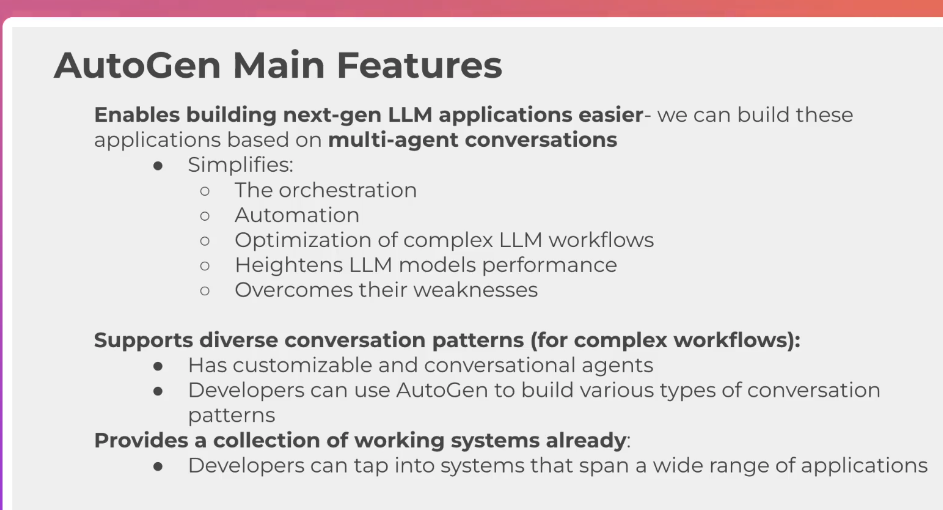 AutoGen Main Features
Enables building next-gen LLM applications easier- we can build these
applications based on multi-agent conversations
● Simplifies:
○ The orchestration
○ Automation
○ Optimization of complex LLM workflows
○ Heightens LLM models performance
○ Overcomes their weaknesses
Supports diverse conversation patterns (for complex workflows):
● Has customizable and conversational agents
● Developers can use AutoGen to build various types of conversation
patterns
Provides a collection of working systems already:
● Developers can tap into systems that span a wide range of applications